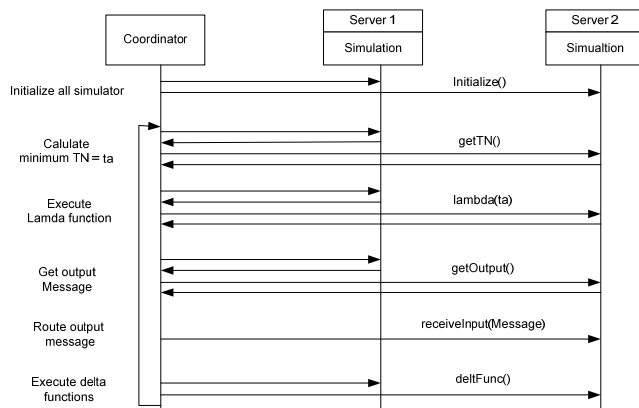 Coordinator
Server 1
Simulation
Server 2
Simualtion
Initialize all simulator
Initialize()
Calulate
minimum TN = ta
getTN()
Execute
Lamda function
lambda(ta)
Get output
Message
getOutput()
Route output
message
receiveInput(Message)
Execute delta
functions
deltFunc()